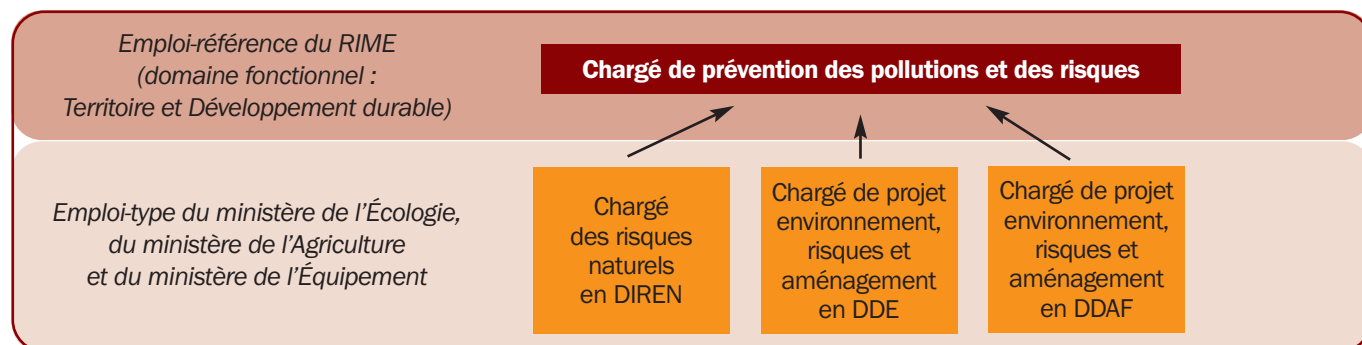 Emploi-référence du RIME
(domaine fonctionnel :
Territoire et Développement durable)
Chargé de prévention des pollutions et des risques
Emploi-type du ministère de l’Écologie,
du ministère de l’Agriculture
et du ministère de l’Équipement
Chargé
des risques
naturels
en DIREN
Chargé de projet
environnement,
risques et
aménagement
en DDE
Chargé de projet
environnement,
risques et
aménagement
en DDAF